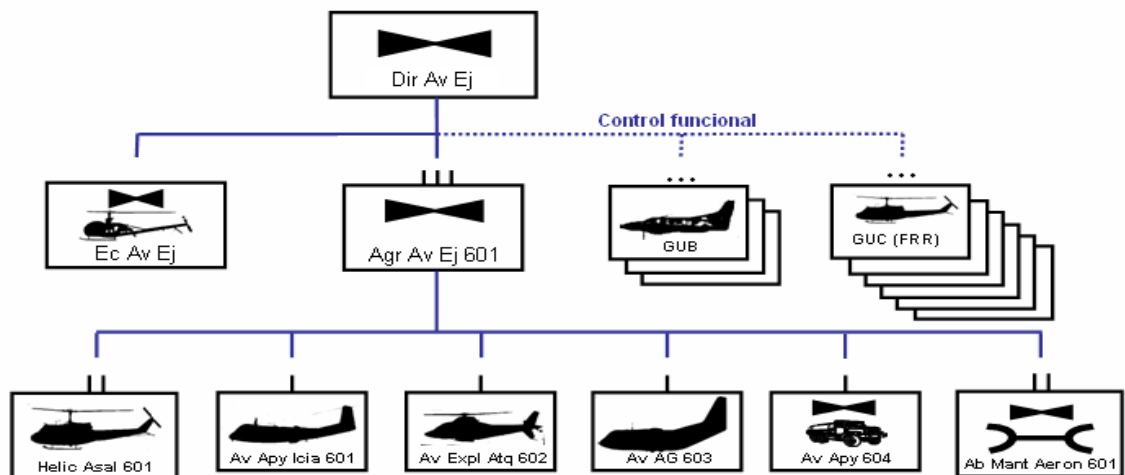 Dir Av Ej
Control funcional
Ec Av Ej
Agr Av Ej 601
GUB
GUC (FRR)
Helic Asal 601
Av Apy Icia 601
Av Expl Atq 602
Av AG 603
Av Apy 604
Ab Mant Aeron 601